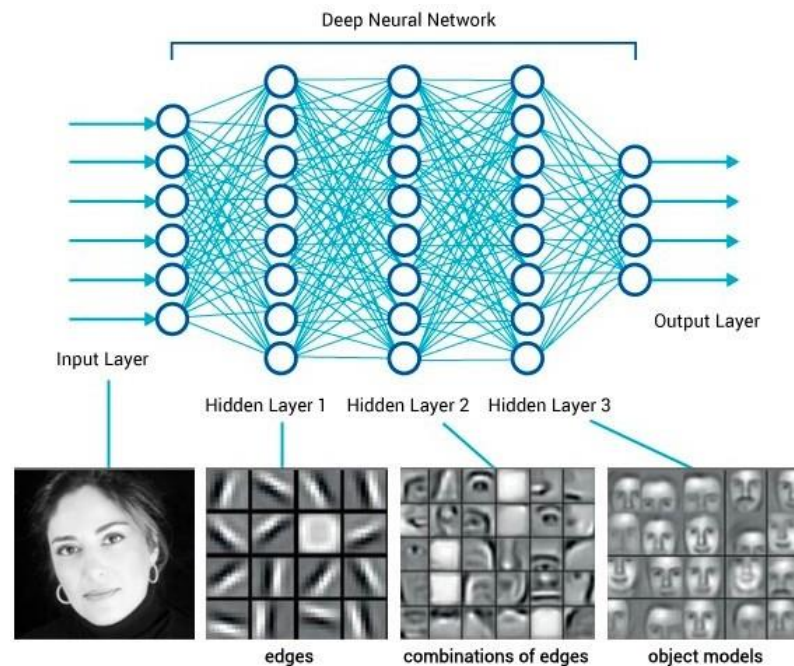 Deep Neural Network
Input Layer
Output Layer
Hidden Layer 1
Hidden Layer 2
Hidden Layer 3
edges
combinations of edges
object models